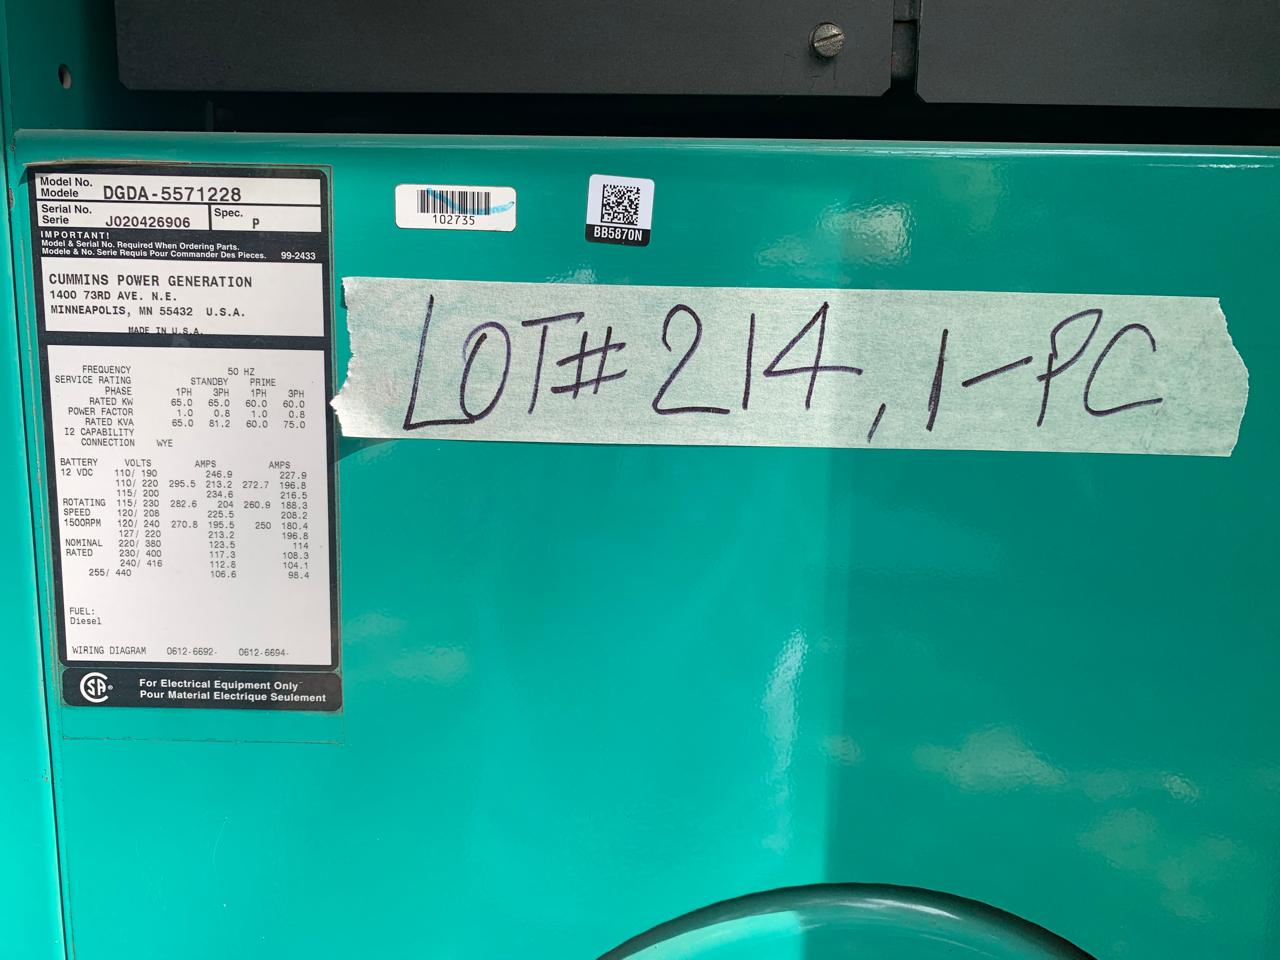 Model No.
Modele DGDA-5571228
Serial No.
Serie J020426906
Spec.
P
IMPORTANT!
Model & Serial No. Required When Ordering Parts.
Modele & No. Serie Requis Pour Commander Des Pieces. 99-2433
CUMMINS POWER GENERATION
1400 73RD AVE. N.E.
MINNEAPOLIS, MN 55432 U.S.A.
MADE IN U.S.A.
FREQUENCY 50 HZ
SERVICE RATING STANDBY PRIME
PHASE 1PH 3PH 1PH 3PH
RATED KW 65.0 65.0 60.0 60.0
POWER FACTOR 1.0 0.8 1.0 0.8
RATED KVA 65.0 81.2 60.0 75.0
I2 CAPABILITY
CONNECTION WYE
BATTERY VOLTS AMPS AMPS
12 VDC 110/ 190 246.9 227.9
110/ 220 295.5 213.2 272.7 196.8
115/ 200 234.6 216.5
ROTATING 115/ 230 282.6 204 260.9 188.3
SPEED 120/ 208 225.5 208.2
1500RPM 120/ 240 270.8 195.5 250 180.4
127/ 220 213.2 196.8
NOMINAL 220/ 380 123.5 114
RATED 230/ 400 117.3 108.3
240/ 416 112.8 104.1
255/ 440 106.6 98.4
FUEL:
Diesel
WIRING DIAGRAM 0612-6692- 0612-6694-
SA®
For Electrical Equipment Only
Pour Material Electrique Seulement
102735
BB5870N
LOT# 214, 1-PC